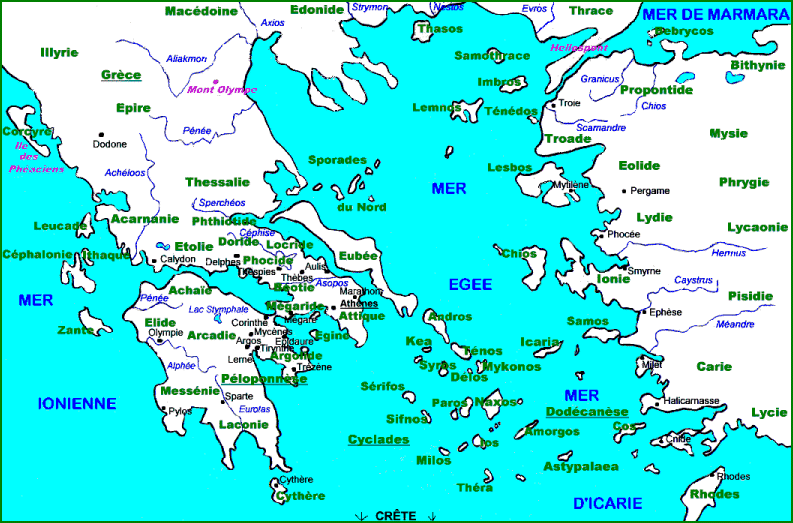 Macédoine
Edonide
Strymon
Nestos
Evros
Thrace
MER DE MARMARA
Axios
Thasos
Bebrycos
Illyrie
Aliakmon
Samothrace
Hellespont
Bithynie
Grèce
Mont Olympe
Imbros
Granicus
Propontide
Epire
Lemnos
Ténédos
Troie
Chios
Corcyre
Ile
des
Phéaciens
Dodone
Pénée
Scamandre
Troade
Mysie
Achéloos
Sporades
Lesbos
Eolide
Thessalie
MER
Mytilène
Pergame
Phrygie
Sperchéos
du Nord
Leucade
Acarnanie
Phthiotide
Lydie
Lycaonie
Céphise
Phocée
Etolie
Doride
Locride
Céphalonie
Ithaque
Calydon
Delphes
Phocide
Eubée
Chios
Hermus
Thespies
Aulis
Smyrne
Thèbes
Asopos
EGEE
Ionie
Caystrus
Achaïe
Béotie
Marathon
Pisidie
MER
Pénée
Athènes
Mégaride
Lac Stymphale
Attique
Ephèse
Zante
Elide
Corinthe
Mégare
Andros
Samos
Méandre
Olympie
Arcadie
Mycènes
Egine
Kea
Icaria
Argos
Epidaure
Tirynthe
Ténos
Lerne
Argolide
Syros
Mykonos
Milet
Alphée
Trézène
Délos
Carie
Péloponnèse
Sérifos
MER
Messénie
Sparte
Paros
Naxos
Halicarnasse
IONIENNE
Pylos
Eurotas
Dodécanèse
Lycie
Laconie
Sifnos
Cos
Cyclades
Ios
Amorgos
Cnide
Milos
Astypalaea
Cythère
Théra
Rhodes
Cythère
Rhodes
D'ICARIE
CRÊTE